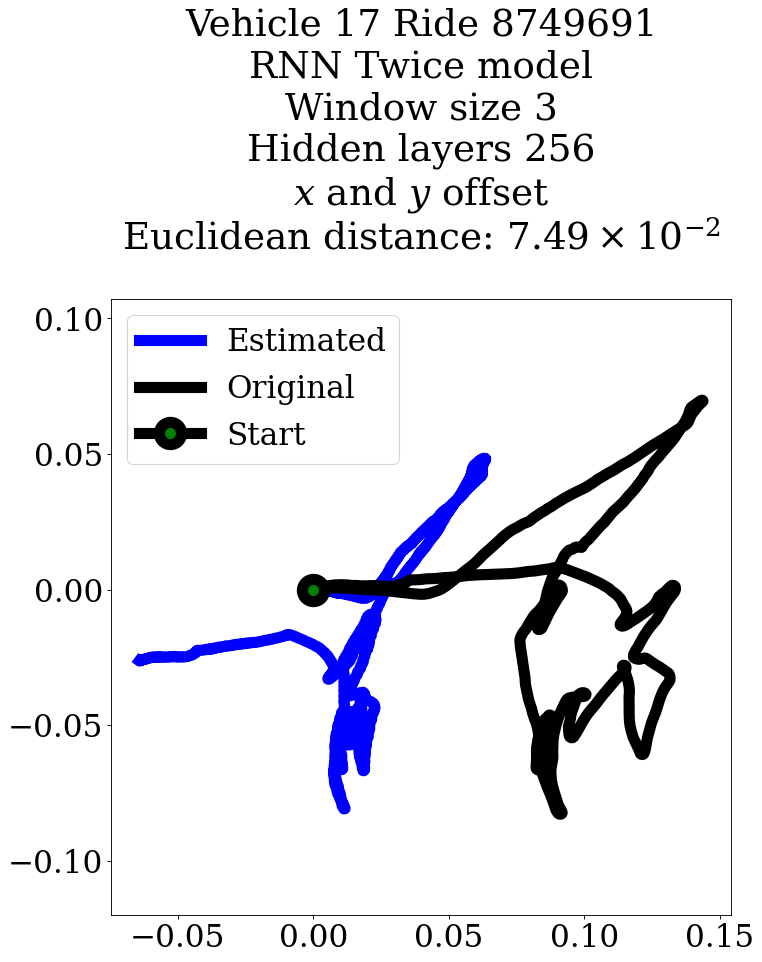 Vehicle 17 Ride 8749691
RNN Twice model
Window size 3
Hidden layers 256
x and y offset
Euclidean distance: 7.49 × 10⁻²
Estimated
Original
Start
0.10
0.05
0.00
−0.05
−0.10
−0.05
0.00
0.05
0.10
0.15